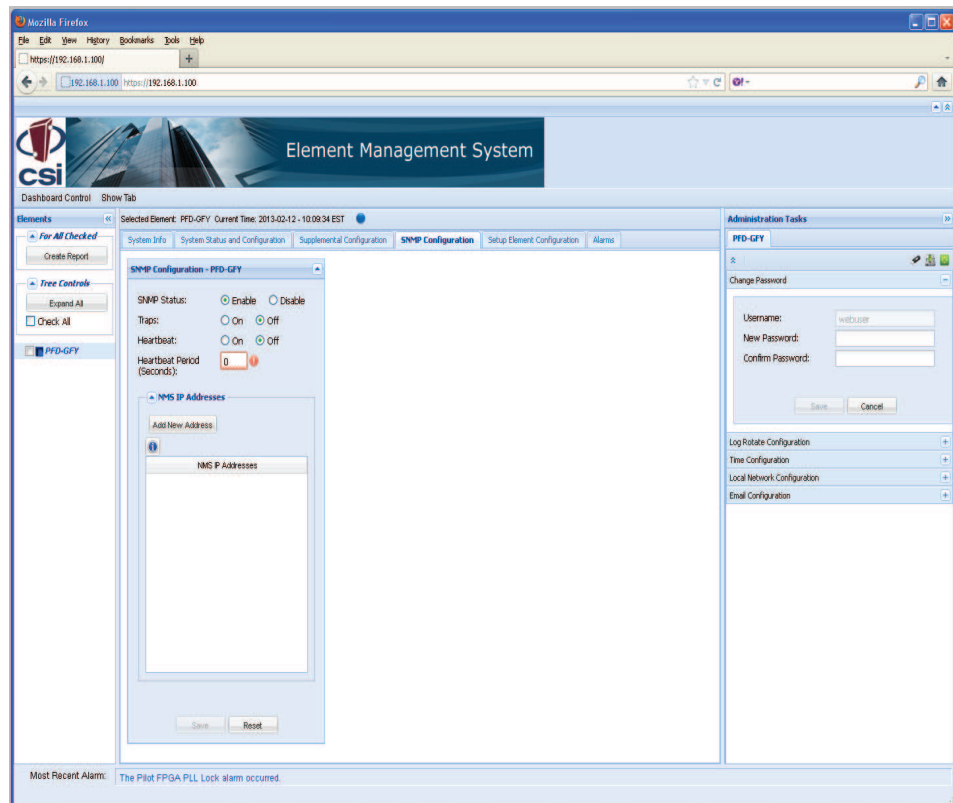 Mozilla Firefox
File Edit View History Bookmarks Tools Help
https://192.168.1.100/ +
192.168.1.100 https://192.168.1.100
csi
Element Management System
Dashboard Control Show Tab
Elements
For All Checked
Create Report
Tree Controls
Expand All
Check All
PFD-GFY
Selected Element: PFD-GFY Current Time: 2013-02-12 - 10:09:34 EST
System Info System Status and Configuration Supplemental Configuration SNMP Configuration Setup Element Configuration Alarms
SNMP Configuration - PFD-GFY
SNMP Status: Enable Disable
Traps: On Off
Heartbeat: On Off
Heartbeat Period (Seconds): 0
NMS IP Addresses
Add New Address
NMS IP Addresses
Save Reset
Administration Tasks
PFD-GFY
Change Password
Username: webuser
New Password:
Confirm Password:
Save Cancel
Log Rotate Configuration
Time Configuration
Local Network Configuration
Email Configuration
Most Recent Alarm: The Pilot FPGA PLL Lock alarm occurred.